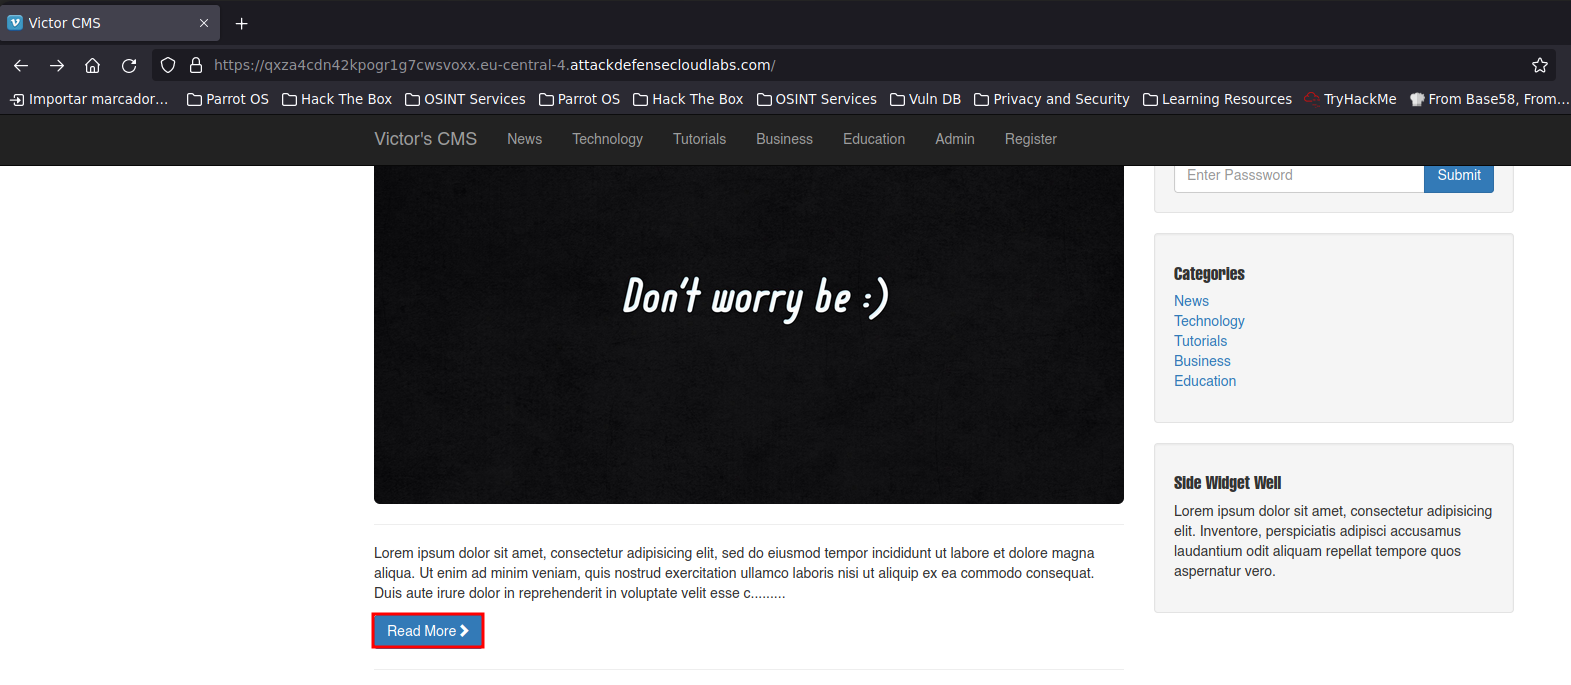 Victor CMS
https://qxza4cdn42kpogr1g7cwsvoxx.eu-central-4.attackdefensecloudlabs.com/
Importar marcador… Parrot OS Hack The Box OSINT Services Parrot OS Hack The Box OSINT Services Vuln DB Privacy and Security Learning Resources TryHackMe From Base58, From…
Victor's CMS News Technology Tutorials Business Education Admin Register
Enter Passsword Submit
Don't worry be :)
Lorem ipsum dolor sit amet, consectetur adipisicing elit, sed do eiusmod tempor incididunt ut labore et dolore magna
aliqua. Ut enim ad minim veniam, quis nostrud exercitation ullamco laboris nisi ut aliquip ex ea commodo consequat.
Duis aute irure dolor in reprehenderit in voluptate velit esse c.........
Read More
Categories
News
Technology
Tutorials
Business
Education
Side Widget Well
Lorem ipsum dolor sit amet, consectetur adipisicing
elit. Inventore, perspiciatis adipisci accusamus
laudantium odit aliquam repellat tempore quos
aspernatur vero.